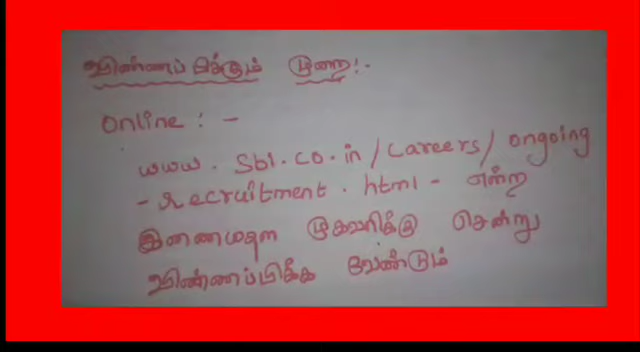 விண்ணப்பிக்கும் முறை:-
Online : -
www. Sbi.co.in/careers/ongoing
- recruitment. html - என்ற
இணையதள முகவரிக்கு சென்று
விண்ணப்பிக்க வேண்டும்